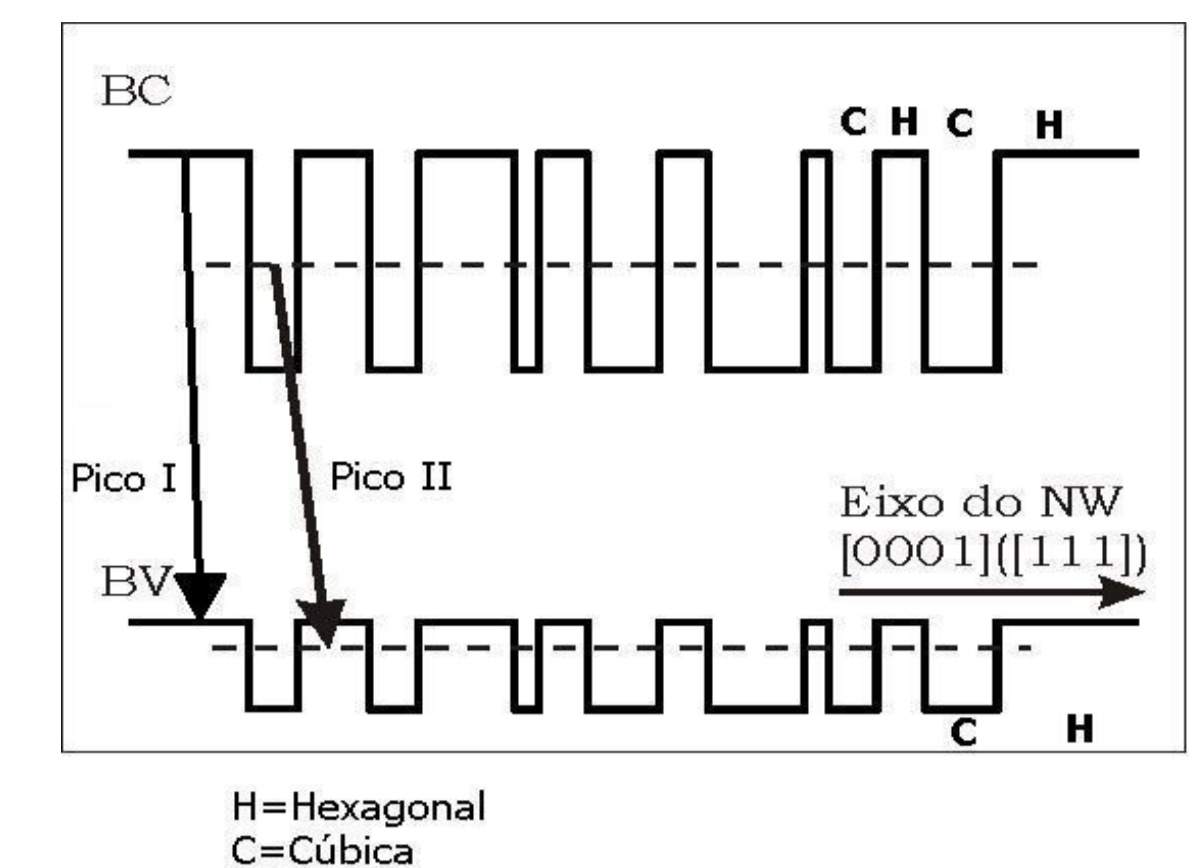 BC
C H C H
Pico I
Pico II
Eixo do NW
[0001]([111])
BV
C H
H=Hexagonal
C=Cúbica